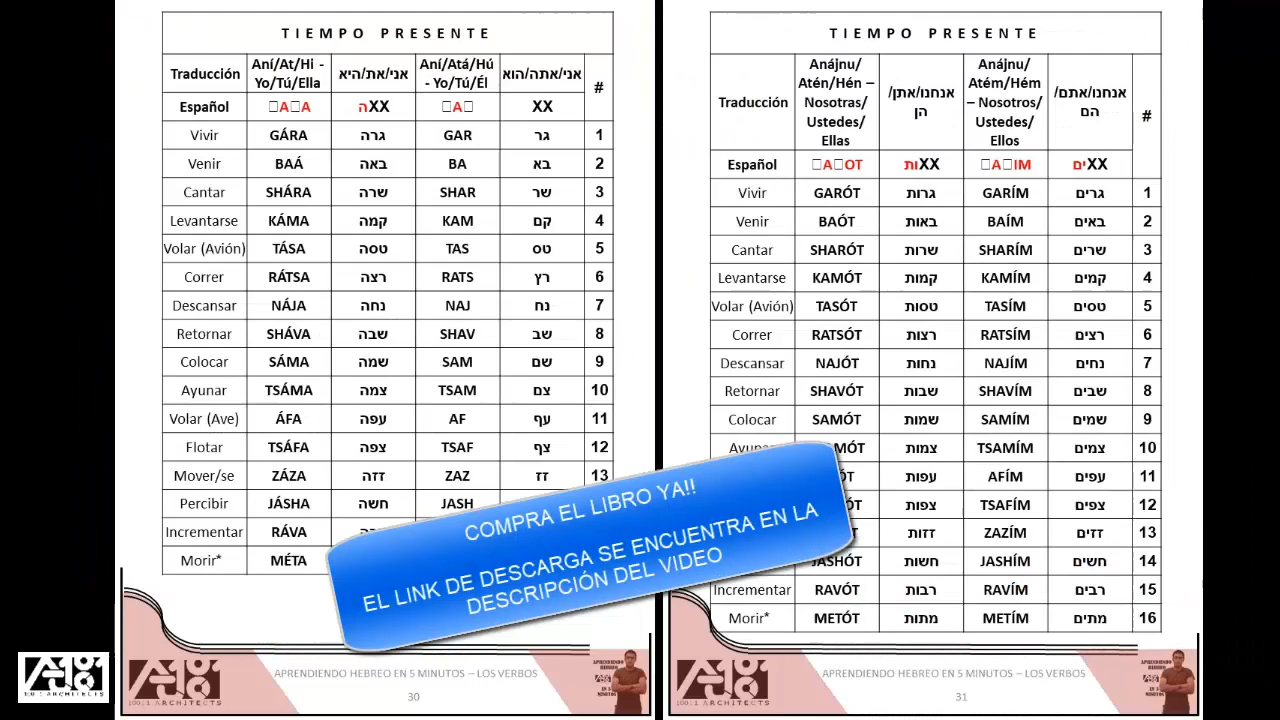 TIEMPO PRESENTE
Traducción Aní/At/Hi - Yo/Tú/Ella אני/את/היא Aní/Atá/Hú - Yo/Tú/Él אני/אתה/הוא #
Español □A□A XXה □A□ XX
Vivir GÁRA גרה GAR גר 1
Venir BAÁ באה BA בא 2
Cantar SHÁRA שרה SHAR שר 3
Levantarse KÁMA קמה KAM קם 4
Volar (Avión) TÁSA טסה TAS טס 5
Correr RÁTSA רצה RATS רץ 6
Descansar NÁJA נחה NAJ נח 7
Retornar SHÁVA שבה SHAV שב 8
Colocar SÁMA שמה SAM שם 9
Ayunar TSÁMA צמה TSAM צם 10
Volar (Ave) ÁFA עפה AF עף 11
Flotar TSÁFA צפה TSAF צף 12
Mover/se ZÁZA זזה ZAZ זז 13
Percibir JÁSHA חשה JASH
Incrementar RÁVA
Morir* MÉTA
APRENDIENDO HEBREO EN 5 MINUTOS – LOS VERBOS
30
TIEMPO PRESENTE
Traducción Anájnu/Atén/Hén – Nosotras/Ustedes/Ellas אנחנו/אתן/הן Anájnu/Atém/Hém – Nosotros/Ustedes/Ellos אנחנו/אתם/הם #
Español □A□OT XXות □A□IM XXים
Vivir GARÓT גרות GARÍM גרים 1
Venir BAÓT באות BAÍM באים 2
Cantar SHARÓT שרות SHARÍM שרים 3
Levantarse KAMÓT קמות KAMÍM קמים 4
Volar (Avión) TASÓT טסות TASÍM טסים 5
Correr RATSÓT רצות RATSÍM רצים 6
Descansar NAJÓT נחות NAJÍM נחים 7
Retornar SHAVÓT שבות SHAVÍM שבים 8
Colocar SAMÓT שמות SAMÍM שמים 9
צמות TSAMÍM צמים 10
עפות AFÍM עפים 11
צפות TSAFÍM צפים 12
זזות ZAZÍM זזים 13
JASHÓT חשות JASHÍM חשים 14
Incrementar RAVÓT רבות RAVÍM רבים 15
Morir* METÓT מתות METÍM מתים 16
APRENDIENDO HEBREO EN 5 MINUTOS – LOS VERBOS
31
COMPRA EL LIBRO YA!!
EL LINK DE DESCARGA SE ENCUENTRA EN LA
DESCRIPCIÓN DEL VIDEO
APRENDIENDO
HEBREO
EN 5
MINUTOS